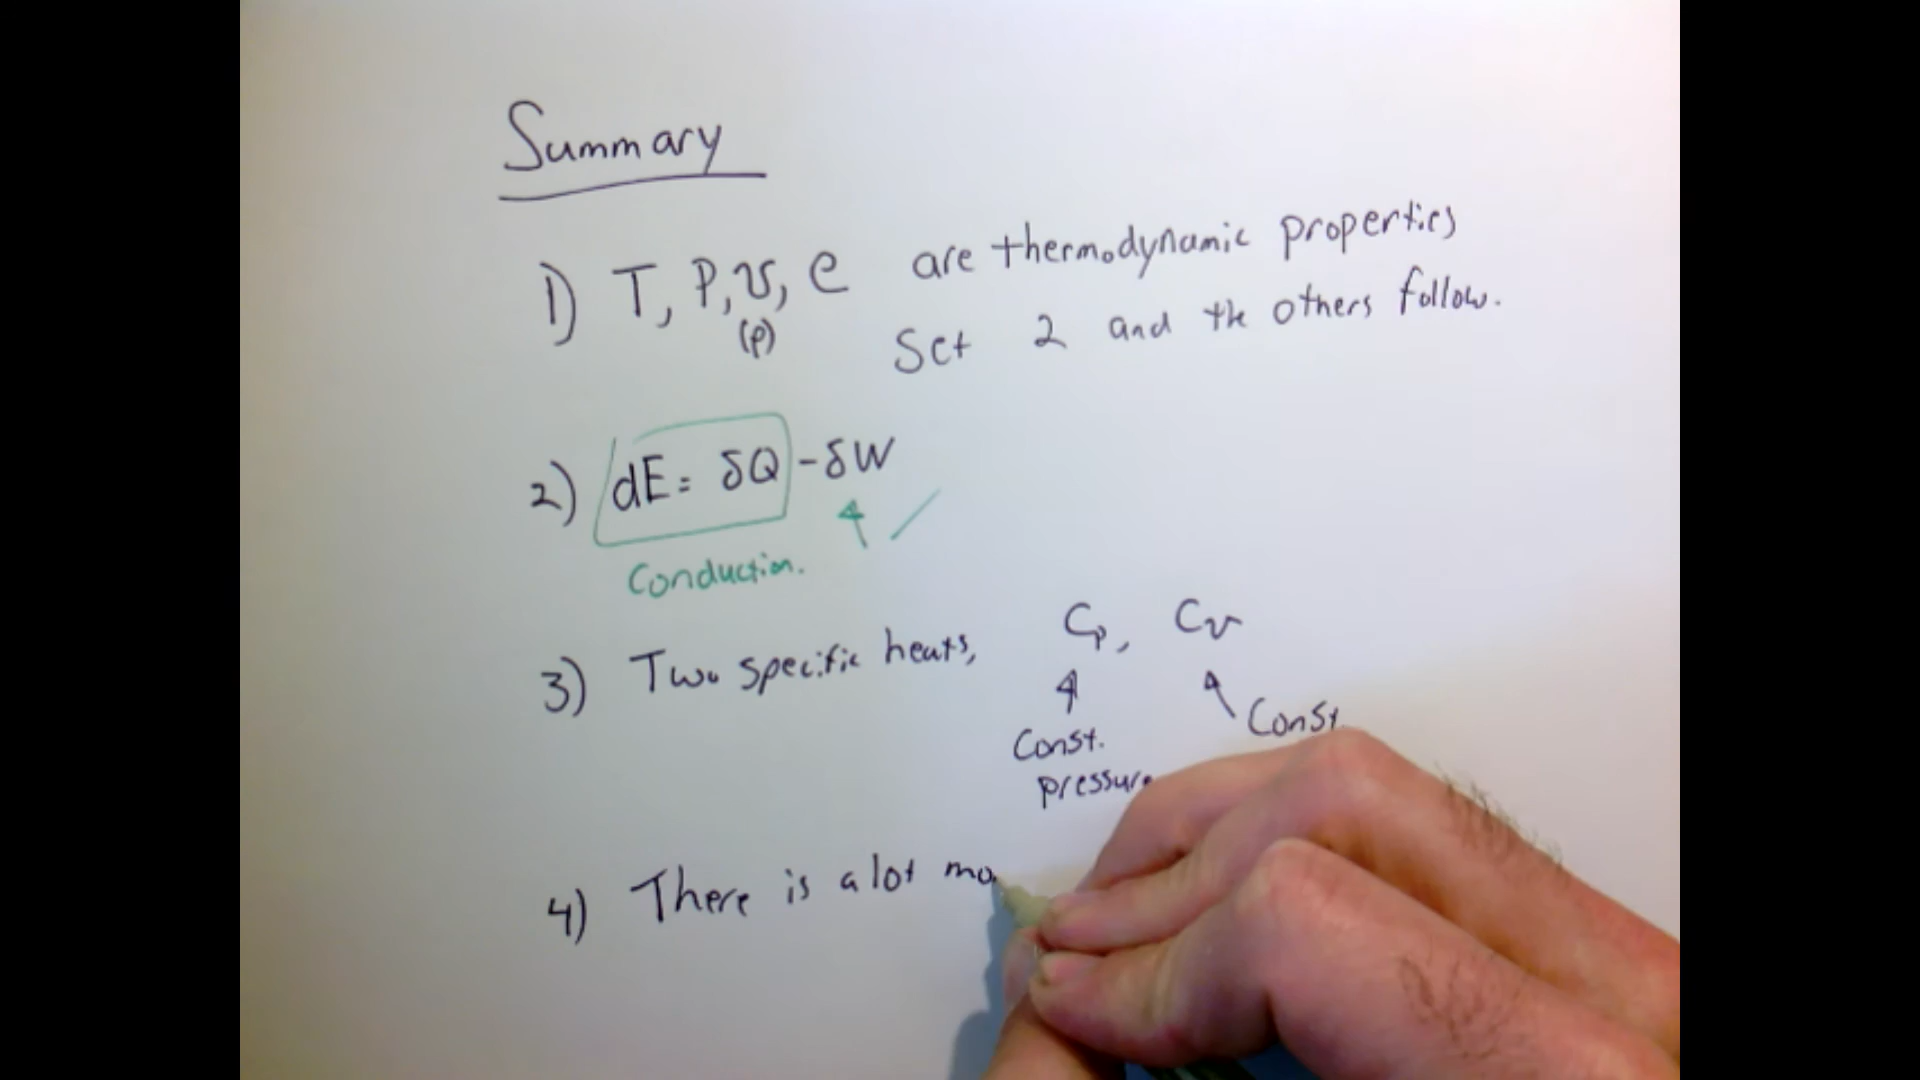 Summary
1) T, P, v, e are thermodynamic properties
(ρ) Set 2 and the others follow.
2) dE = δQ - δW
Conduction.
3) Two specific heats, Cp, Cv
Const. pressure
Const.
4) There is a lot